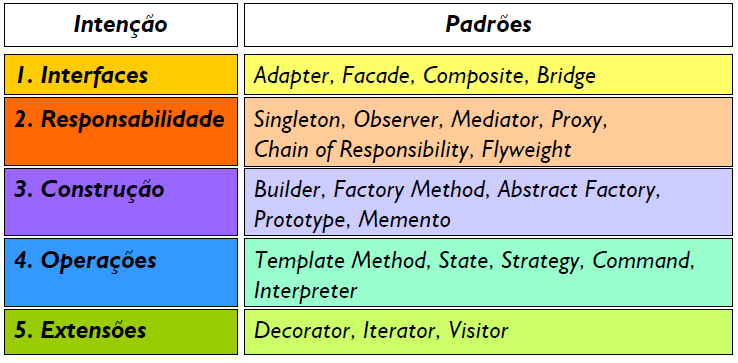 Intenção
Padrões
1. Interfaces
Adapter, Facade, Composite, Bridge
2. Responsabilidade
Singleton, Observer, Mediator, Proxy,
Chain of Responsibility, Flyweight
3. Construção
Builder, Factory Method, Abstract Factory,
Prototype, Memento
4. Operações
Template Method, State, Strategy, Command,
Interpreter
5. Extensões
Decorator, Iterator, Visitor